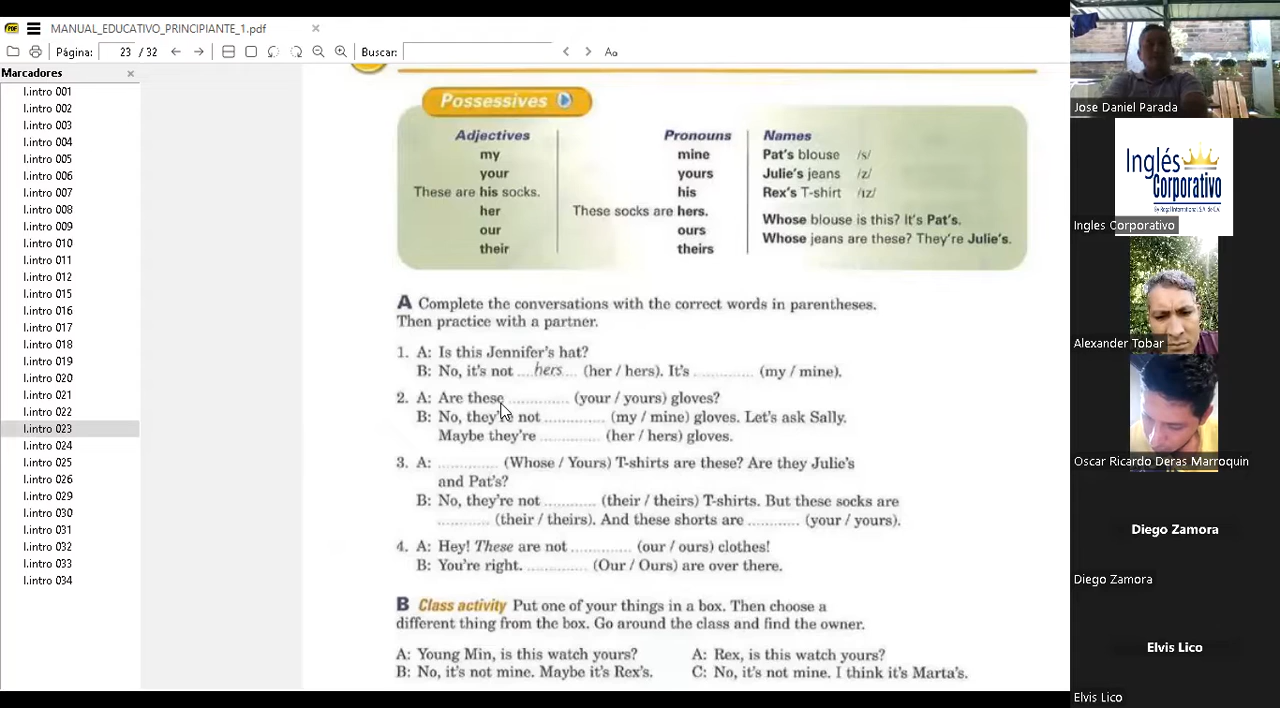 MANUAL_EDUCATIVO_PRINCIPIANTE_1.pdf
Página: 23 / 32 Buscar: Aa
Marcadores
I.intro 001
I.intro 002
I.intro 003
I.intro 004
I.intro 005
I.intro 006
I.intro 007
I.intro 008
I.intro 009
I.intro 010
I.intro 011
I.intro 012
I.intro 015
I.intro 016
I.intro 017
I.intro 018
I.intro 019
I.intro 020
I.intro 021
I.intro 022
I.intro 023
I.intro 024
I.intro 025
I.intro 026
I.intro 029
I.intro 030
I.intro 031
I.intro 032
I.intro 033
I.intro 034
Possessives
Adjectives Pronouns Names
my mine Pat's blouse /s/
your yours Julie's jeans /z/
These are his socks. his Rex's T-shirt /ɪz/
her These socks are hers.
our ours Whose blouse is this? It's Pat's.
their theirs Whose jeans are these? They're Julie's.
A Complete the conversations with the correct words in parentheses.
Then practice with a partner.
1. A: Is this Jennifer's hat?
B: No, it's not ....hers.... (her / hers). It's ............ (my / mine).
2. A: Are these ............ (your / yours) gloves?
B: No, they're not ............ (my / mine) gloves. Let's ask Sally.
Maybe they're ............ (her / hers) gloves.
3. A: ............ (Whose / Yours) T-shirts are these? Are they Julie's
and Pat's?
B: No, they're not ............ (their / theirs) T-shirts. But these socks are
............ (their / theirs). And these shorts are ............ (your / yours).
4. A: Hey! These are not ............ (our / ours) clothes!
B: You're right. ............ (Our / Ours) are over there.
B Class activity Put one of your things in a box. Then choose a
different thing from the box. Go around the class and find the owner.
A: Young Min, is this watch yours? A: Rex, is this watch yours?
B: No, it's not mine. Maybe it's Rex's. C: No, it's not mine. I think it's Marta's.
Jose Daniel Parada
Inglés
Corporativo
Ingles Corporativo
Alexander Tobar
Oscar Ricardo Deras Marroquin
Diego Zamora
Diego Zamora
Elvis Lico
Elvis Lico